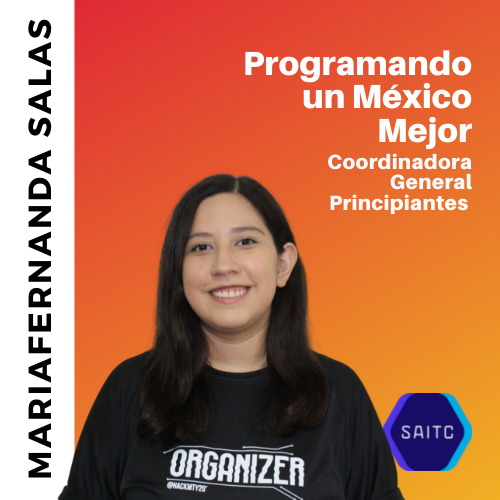 MARIAFERNANDA SALAS
Programando
un México
Mejor
Coordinadora
General
Principiantes
SAITC
ORGANIZER
@HACKMTY20'